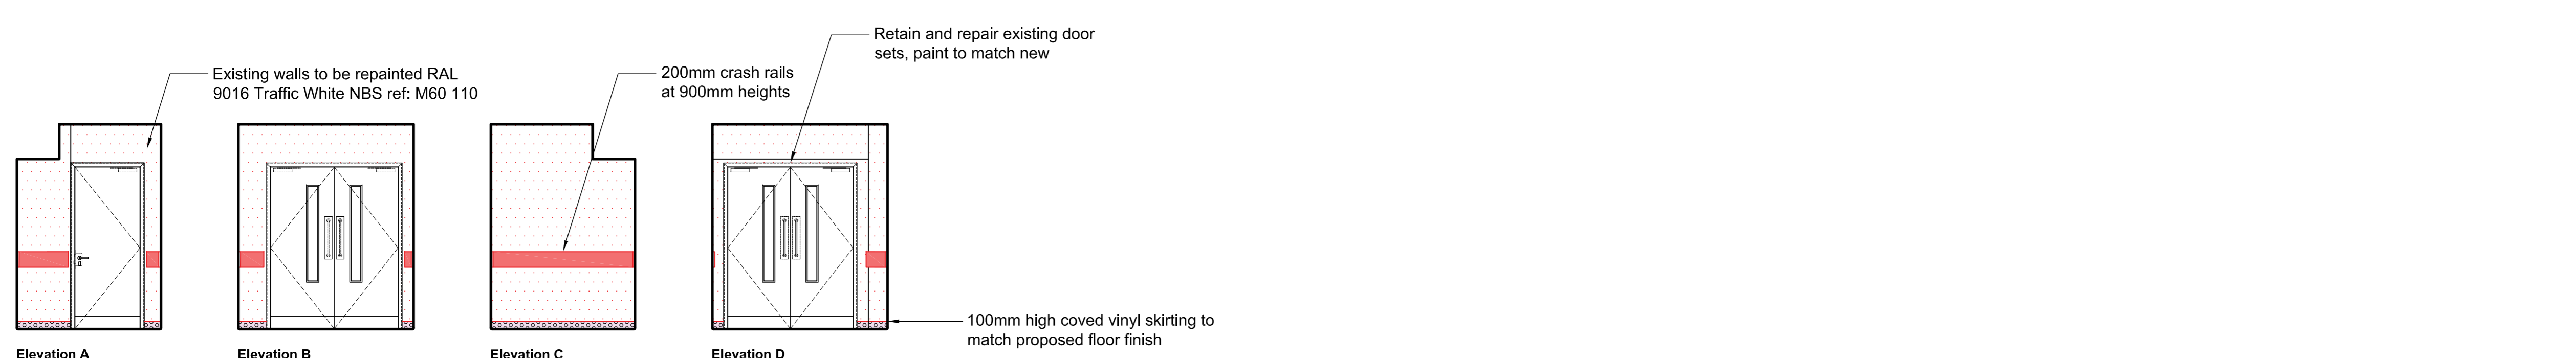 Retain and repair existing door
sets, paint to match new
Existing walls to be repainted RAL
9016 Traffic White NBS ref: M60 110
200mm crash rails
at 900mm heights
100mm high coved vinyl skirting to
match proposed floor finish
Elevation A
Elevation B
Elevation C
Elevation D